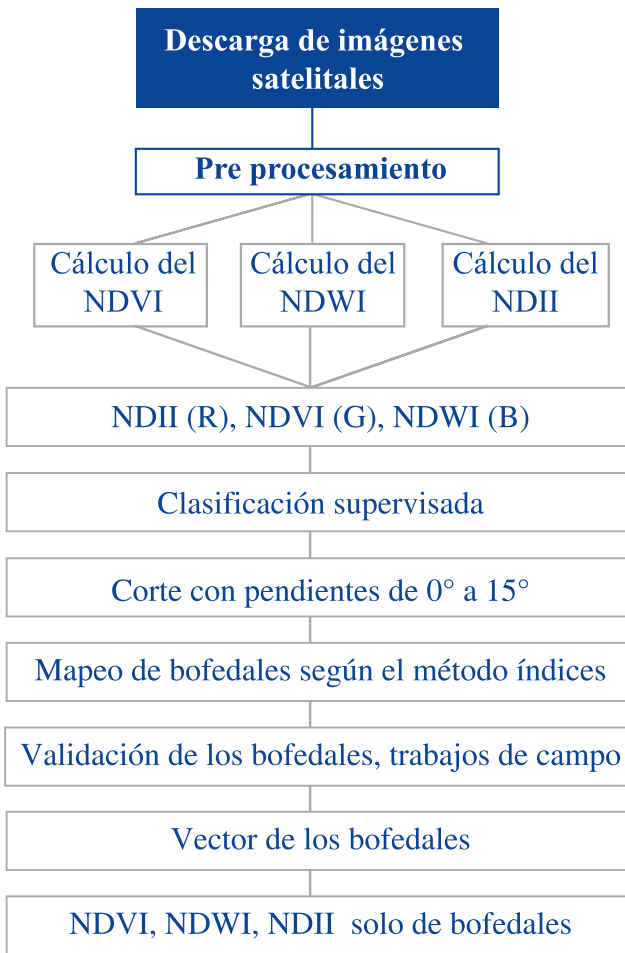 Descarga de imágenes
satelitales
Pre procesamiento
Cálculo del
NDVI
Cálculo del
NDWI
Cálculo del
NDII
NDII (R), NDVI (G), NDWI (B)
Clasificación supervisada
Corte con pendientes de 0° a 15°
Mapeo de bofedales según el método índices
Validación de los bofedales, trabajos de campo
Vector de los bofedales
NDVI, NDWI, NDII solo de bofedales